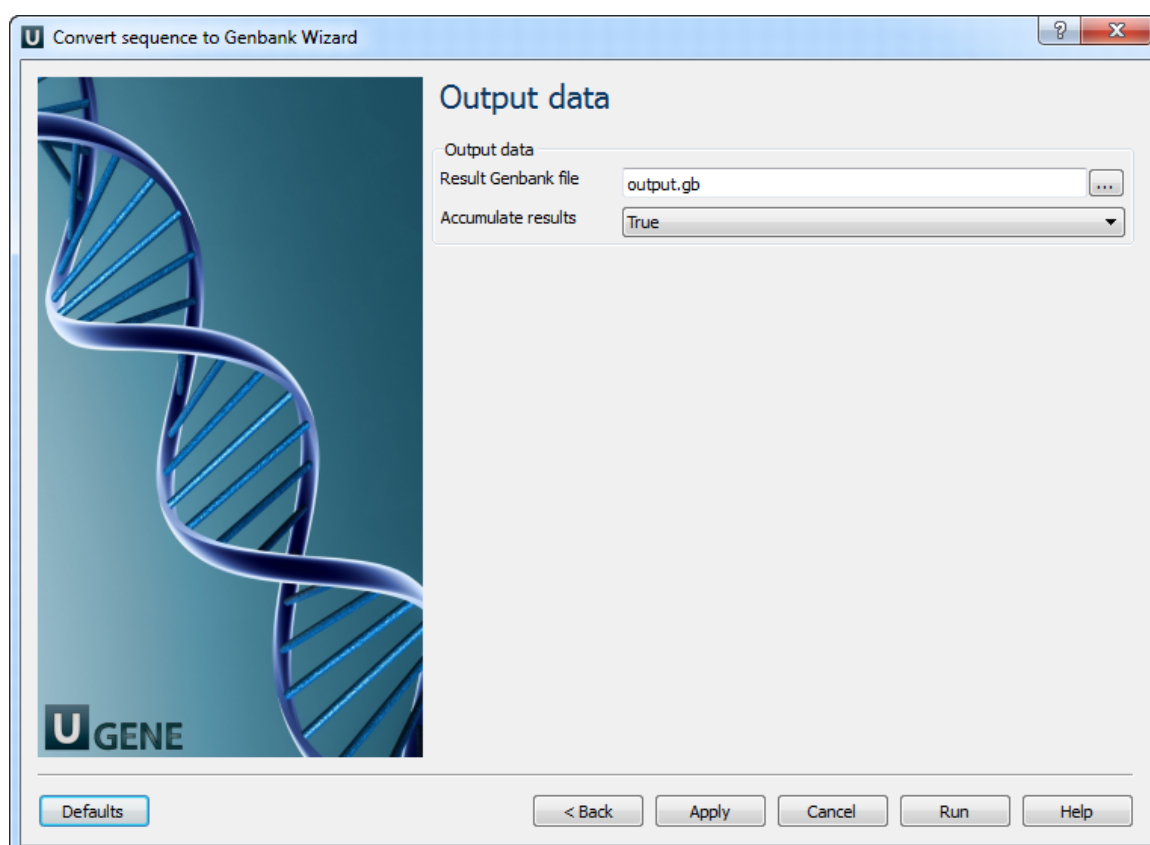 U Convert sequence to Genbank Wizard ? X
Output data
Output data
Result Genbank file output.gb ...
Accumulate results True
U GENE
Defaults < Back Apply Cancel Run Help